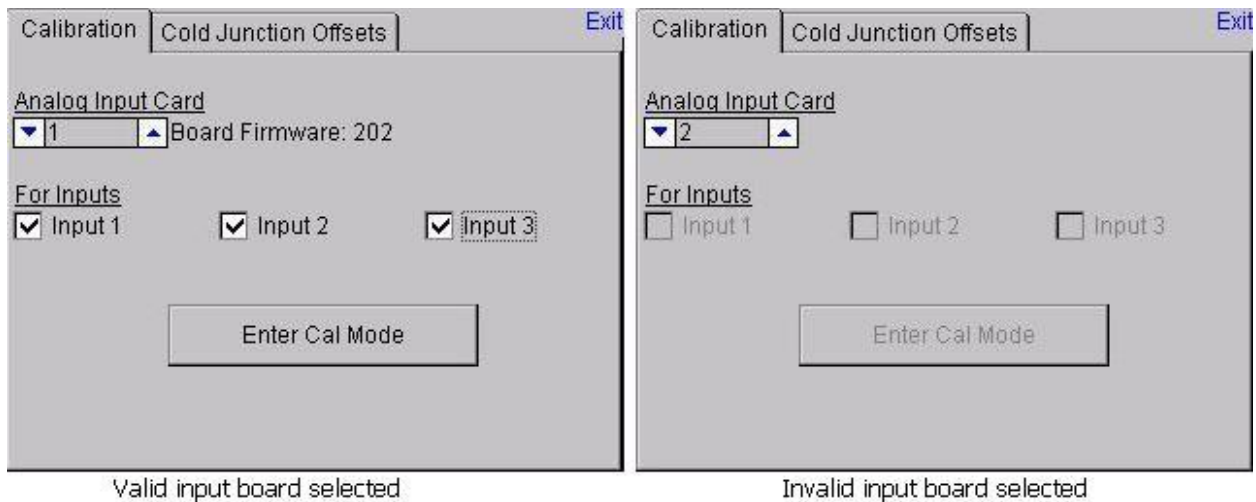 Calibration Cold Junction Offsets Exit
Analog Input Card
1 Board Firmware: 202
For Inputs
Input 1 Input 2 Input 3
Enter Cal Mode
Valid input board selected
Calibration Cold Junction Offsets Exit
Analog Input Card
2
For Inputs
Input 1 Input 2 Input 3
Enter Cal Mode
Invalid input board selected